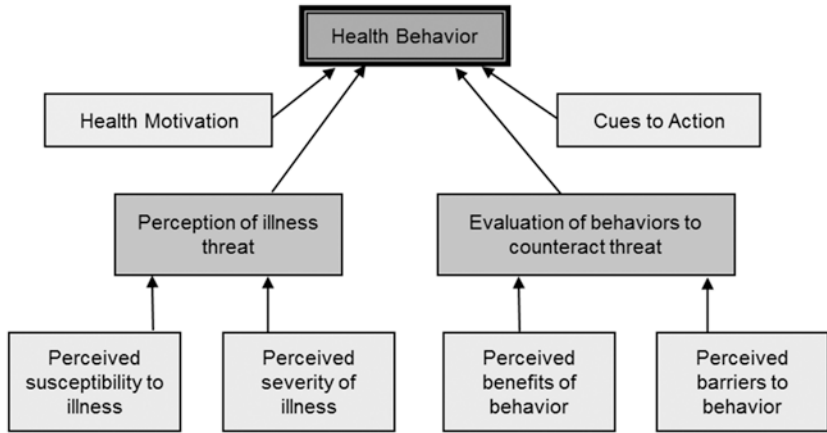 Health Behavior
Health Motivation
Cues to Action
Perception of illness
threat
Evaluation of behaviors to
counteract threat
Perceived
susceptibility to
illness
Perceived
severity of
illness
Perceived
benefits of
behavior
Perceived
barriers to
behavior